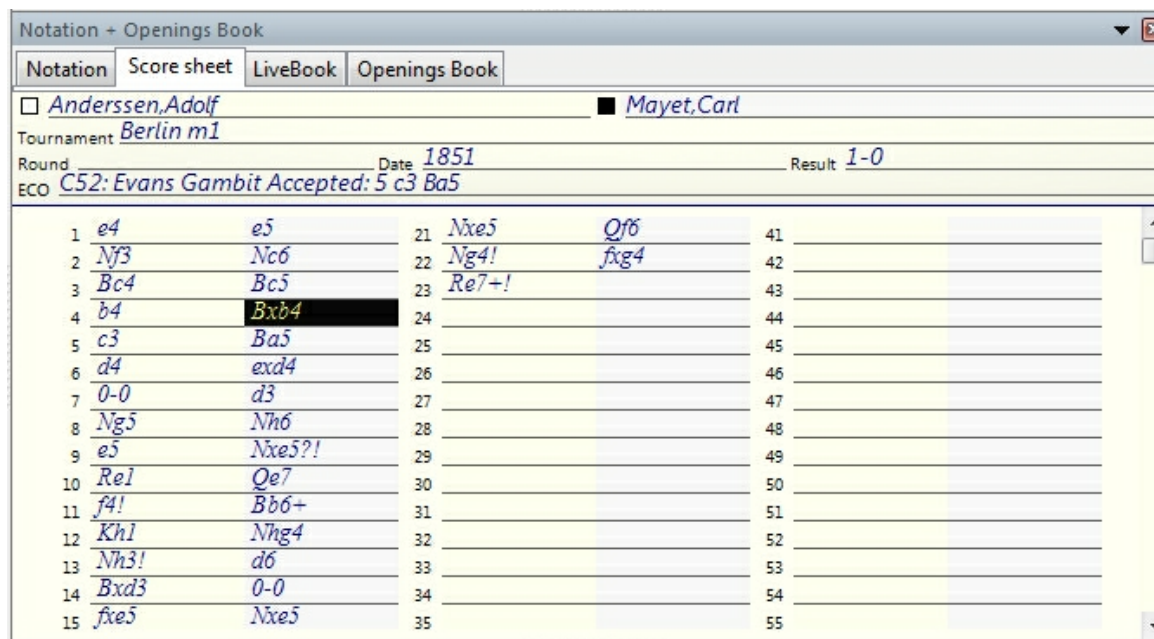 Notation + Openings Book
Notation Score sheet LiveBook Openings Book
Anderssen,Adolf Mayet,Carl
Tournament Berlin m1
Round Date 1851 Result 1-0
ECO C52: Evans Gambit Accepted: 5 c3 Ba5
1 e4 e5 21 Nxe5 Qf6 41
2 Nf3 Nc6 22 Ng4! fxg4 42
3 Bc4 Bc5 23 Re7+! 43
4 b4 Bxb4 24 44
5 c3 Ba5 25 45
6 d4 exd4 26 46
7 0-0 d3 27 47
8 Ng5 Nh6 28 48
9 e5 Nxe5?! 29 49
10 Re1 Qe7 30 50
11 f4! Bb6+ 31 51
12 Kh1 Nhg4 32 52
13 Nh3! d6 33 53
14 Bxd3 0-0 34 54
15 fxe5 Nxe5 35 55